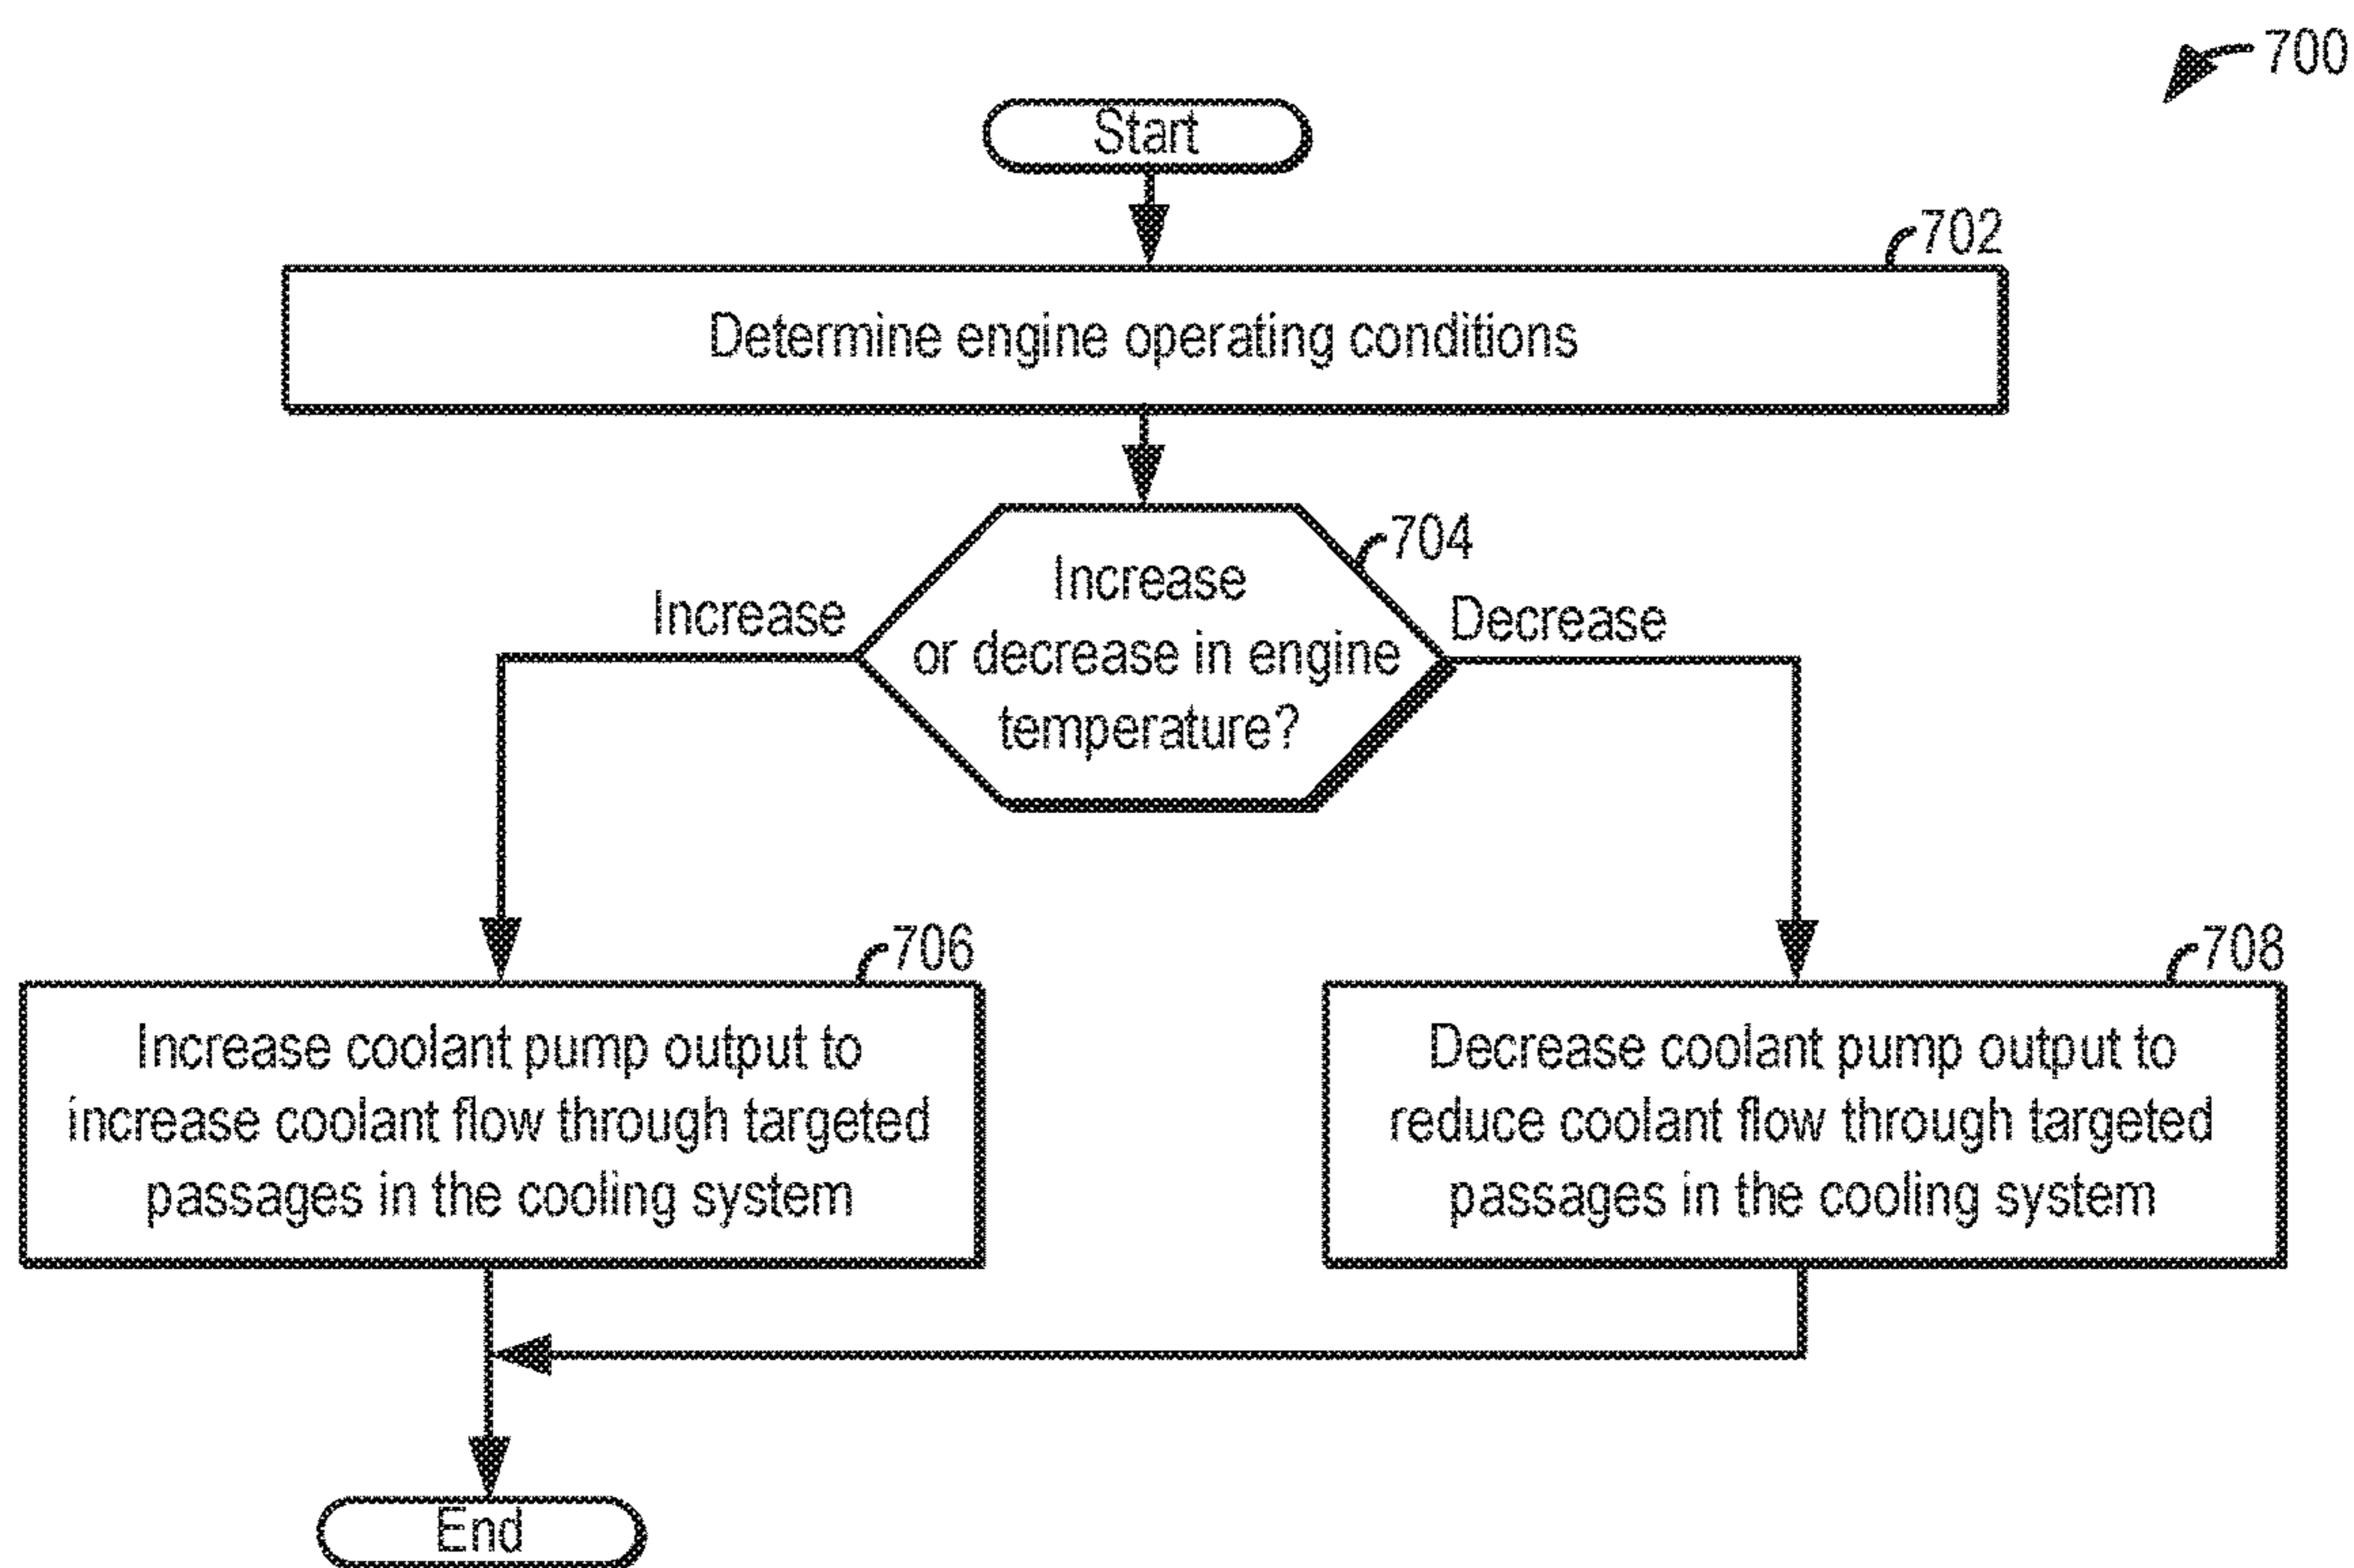 700
Start
702
Determine engine operating conditions
704
Increase
or decrease in engine
temperature?
Increase
Decrease
706
Increase coolant pump output to
increase coolant flow through targeted
passages in the cooling system
708
Decrease coolant pump output to
reduce coolant flow through targeted
passages in the cooling system
End